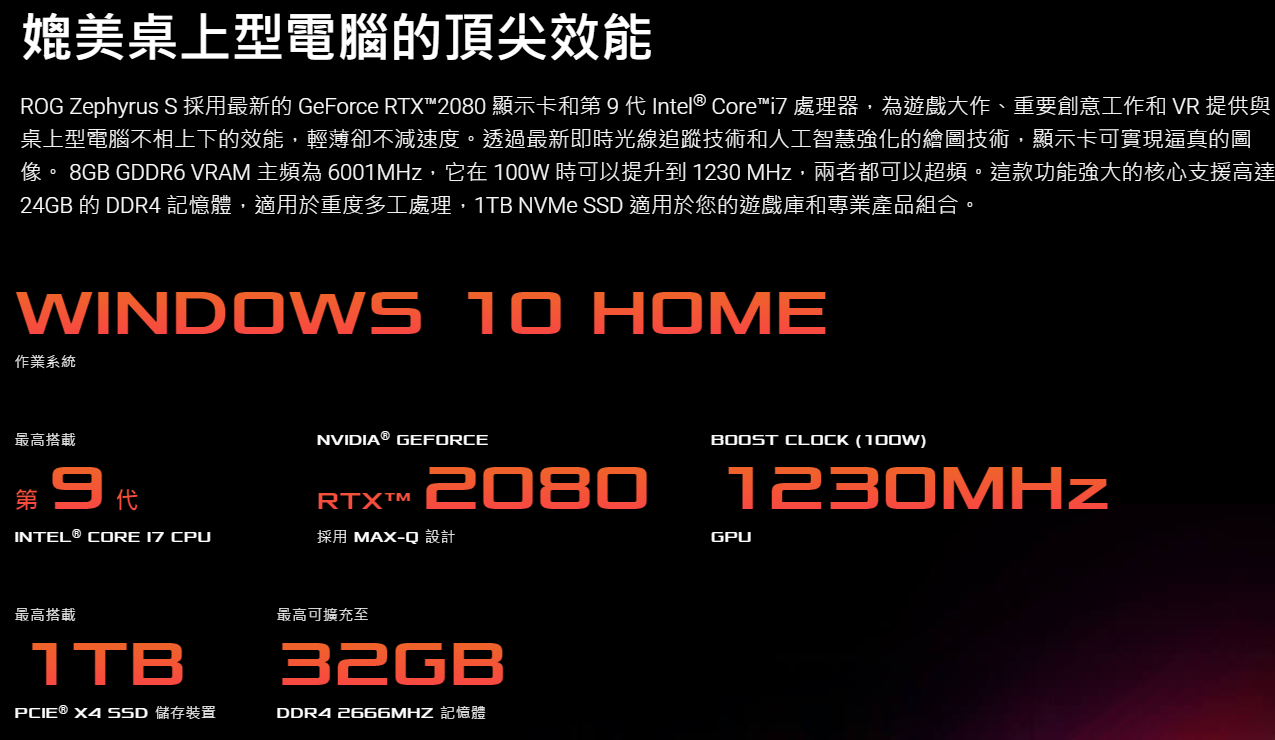 媲美桌上型電腦的頂尖效能
ROG Zephyrus S 採用最新的 GeForce RTX™2080 顯示卡和第 9 代 Intel® Core™i7 處理器，為遊戲大作、重要創意工作和 VR 提供與
桌上型電腦不相上下的效能，輕薄卻不減速度。透過最新即時光線追蹤技術和人工智慧強化的繪圖技術，顯示卡可實現逼真的圖
像。 8GB GDDR6 VRAM 主頻為 6001MHz，它在 100W 時可以提升到 1230 MHz，兩者都可以超頻。這款功能強大的核心支援高達
24GB 的 DDR4 記憶體，適用於重度多工處理，1TB NVMe SSD 適用於您的遊戲庫和專業產品組合。
WINDOWS 10 HOME
作業系統
最高搭載
第 9 代
INTEL® CORE I7 CPU
NVIDIA® GEFORCE
RTX™ 2080
採用 MAX-Q 設計
BOOST CLOCK (100W)
1230MHz
GPU
最高搭載
1TB
PCIE® X4 SSD 儲存裝置
最高可擴充至
32GB
DDR4 2666MHZ 記憶體